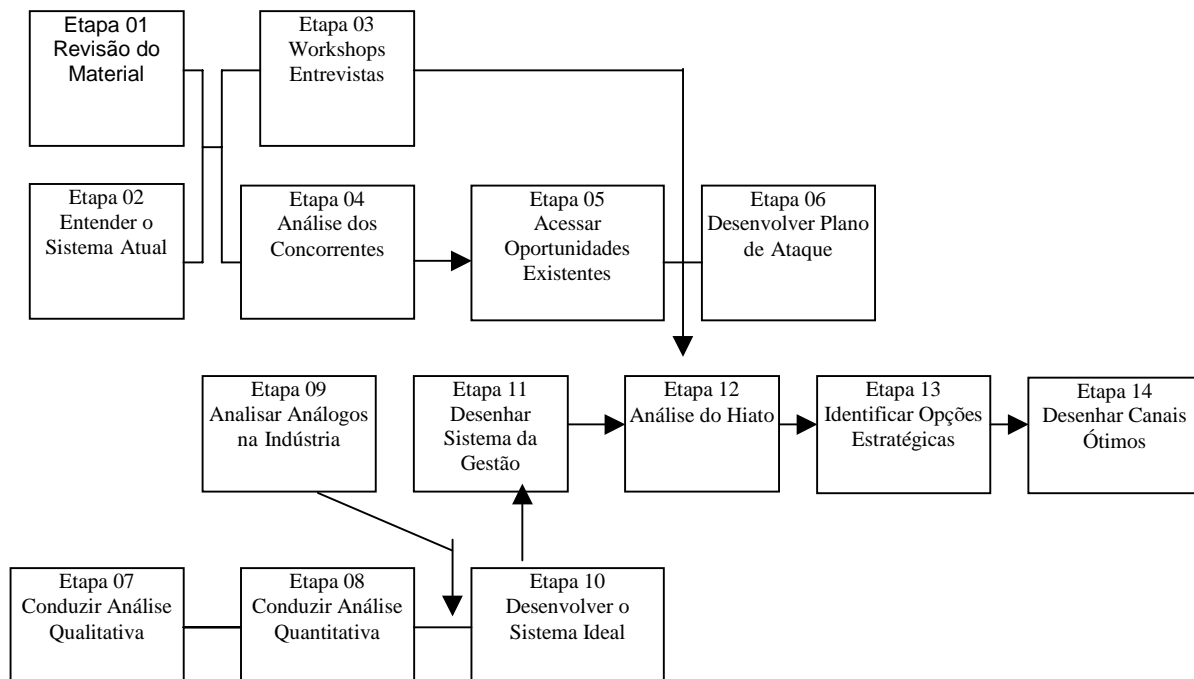 Etapa 01
Revisão do
Material
Etapa 03
Workshops
Entrevistas
Etapa 02
Entender o
Sistema Atual
Etapa 04
Análise dos
Concorrentes
Etapa 05
Acessar
Oportunidades
Existentes
Etapa 06
Desenvolver Plano
de Ataque
Etapa 09
Analisar Análogos
na Indústria
Etapa 11
Desenhar
Sistema da
Gestão
Etapa 12
Análise do Hiato
Etapa 13
Identificar Opções
Estratégicas
Etapa 14
Desenhar Canais
Ótimos
Etapa 07
Conduzir Análise
Qualitativa
Etapa 08
Conduzir Análise
Quantitativa
Etapa 10
Desenvolver o
Sistema Ideal